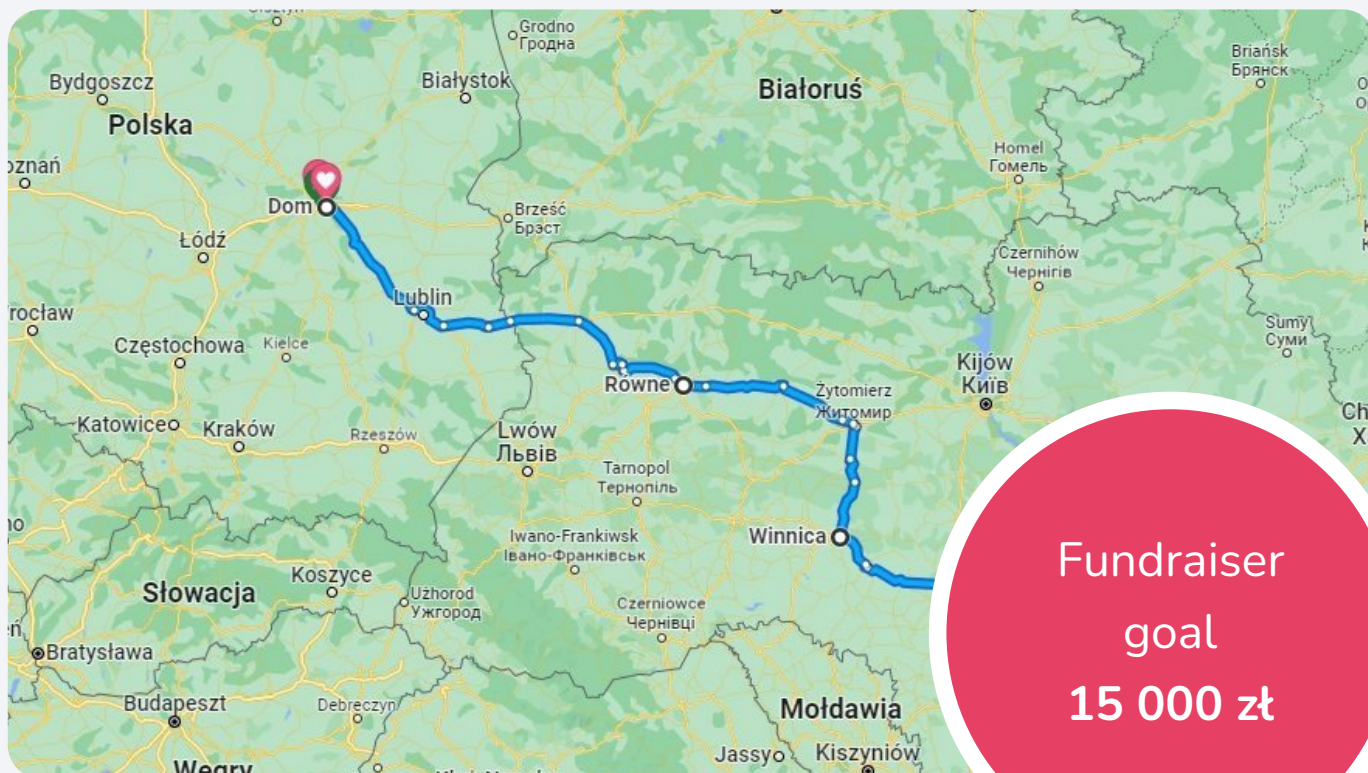 Grodno
Гродна
Briańsk
Брянск
Bydgoszcz
Białystok
Białoruś
Polska
Homel
Гомель
Dom
Brześć
Брэст
Łódź
Czernihów
Чернігів
Lublin
Sumy
Суми
Częstochowa
Kielce
Kijów
Київ
Równe
Żytomierz
Житомир
Katowice
Kraków
Rzeszów
Lwów
Львів
Tarnopol
Тернопіль
Iwano-Frankiwsk
Івано-Франківськ
Winnica
Koszyce
Słowacja
Użhorod
Ужгород
Czerniowce
Чернівці
Bratysława
Budapeszt
Debreczyn
Mołdawia
Jassy
Kiszyniów
Węgry
Fundraiser
goal
15 000 zł